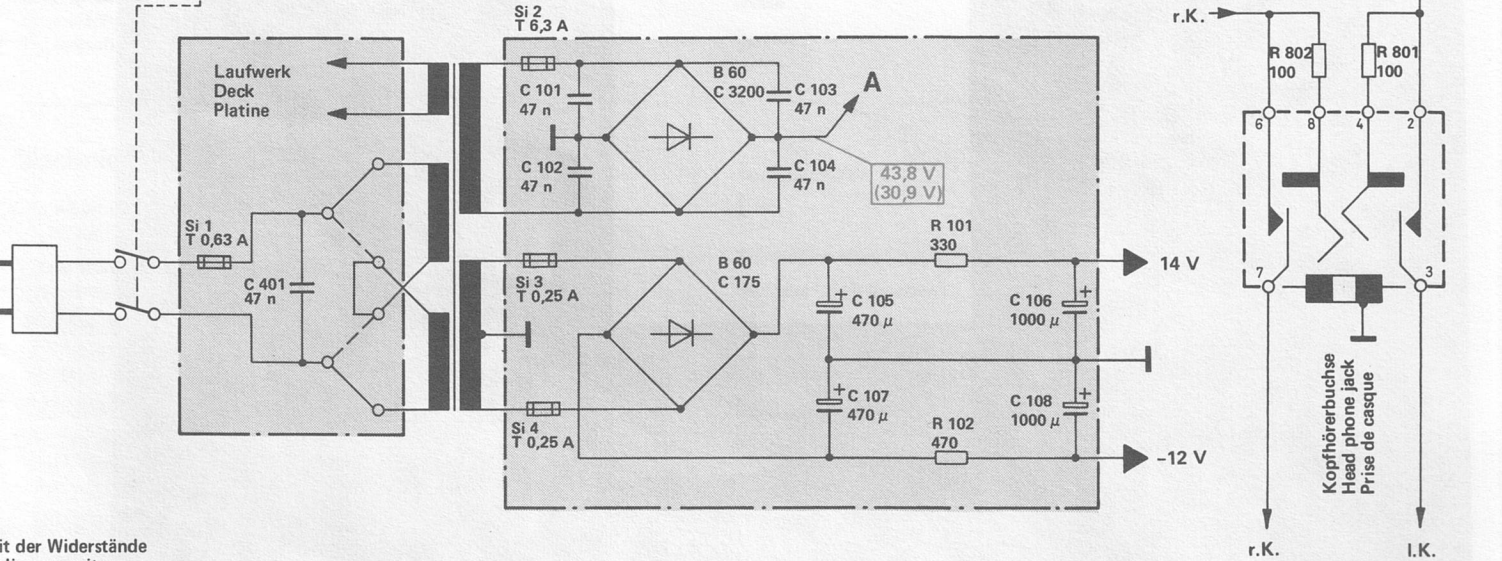 Si 2
T 6,3 A
r.K.
R 802
100
R 801
100
Laufwerk
Deck
Platine
B 60
C 3200
C 101
47 n
C 103
47 n
A
6
8
4
2
C 102
47 n
C 104
47 n
43,8 V
(30,9 V)
Si 1
T 0,63 A
R 101
330
C 401
47 n
Si 3
T 0,25 A
B 60
C 175
14 V
7
3
C 105
470 µ
C 106
1000 µ
C 107
470 µ
C 108
1000 µ
Si 4
T 0,25 A
R 102
470
-12 V
Kopfhörerbuchse
Head phone jack
Prise de casque
it der Widerstände
r.K.
l.K.